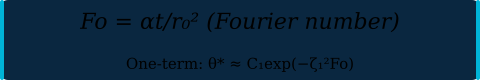 Fo = αt/r₀² (Fourier number)
One-term: θ* ≈ C₁exp(−ζ₁²Fo)